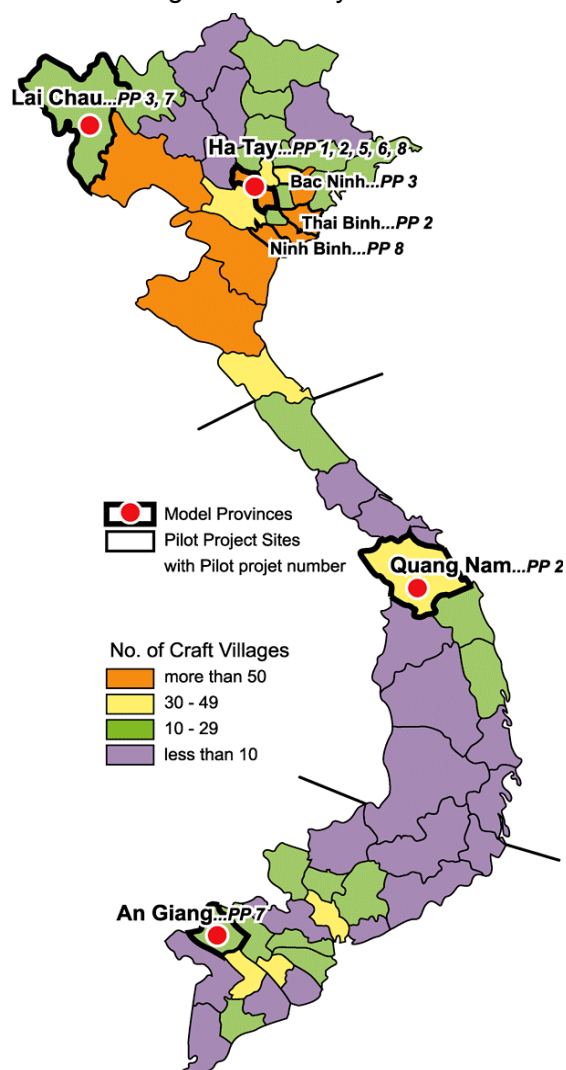 Lai Chau...PP 3, 7
Ha Tay...PP 1, 2, 5, 6, 8
Bac Ninh...PP 3
Thai Binh...PP 2
Ninh Binh...PP 8
Model Provinces
Pilot Project Sites
with Pilot projet number
Quang Nam...PP 2
No. of Craft Villages
more than 50
30 - 49
10 - 29
less than 10
An Giang...PP 7